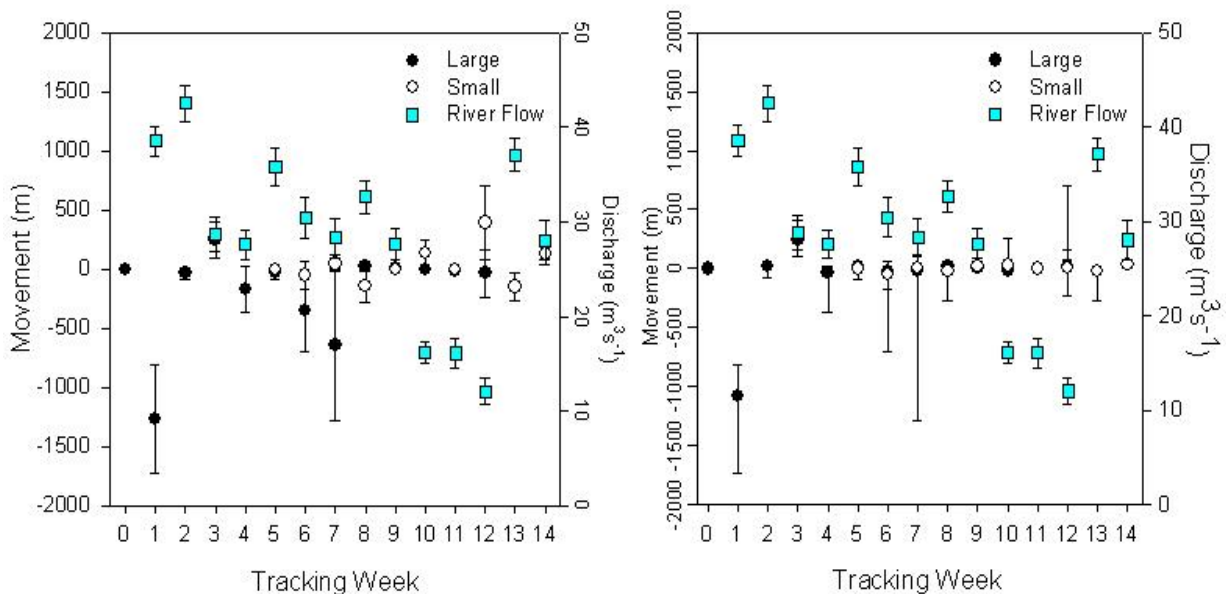 2000
1500
1000
500
0
-500
-1000
-1500
-2000
Movement (m)
Large
Small
River Flow
50
40
30
20
10
0
Discharge (m³s⁻¹)
0 1 2 3 4 5 6 7 8 9 10 11 12 13 14
Tracking Week
2000
1500
1000
500
0
-500
-1000
-1500
-2000
Movement (m)
Large
Small
River Flow
50
40
30
20
10
0
Discharge (m³s⁻¹)
0 1 2 3 4 5 6 7 8 9 10 11 12 13 14
Tracking Week